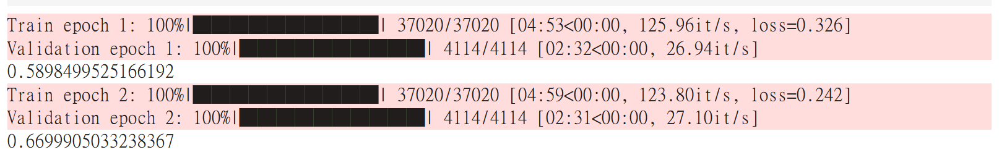 Train epoch 1: 100%|██████████| 37020/37020 [04:53<00:00, 125.96it/s, loss=0.326]
Validation epoch 1: 100%|██████████| 4114/4114 [02:32<00:00, 26.94it/s]
0.5898499525166192
Train epoch 2: 100%|██████████| 37020/37020 [04:59<00:00, 123.80it/s, loss=0.242]
Validation epoch 2: 100%|██████████| 4114/4114 [02:31<00:00, 27.10it/s]
0.6699905033238367